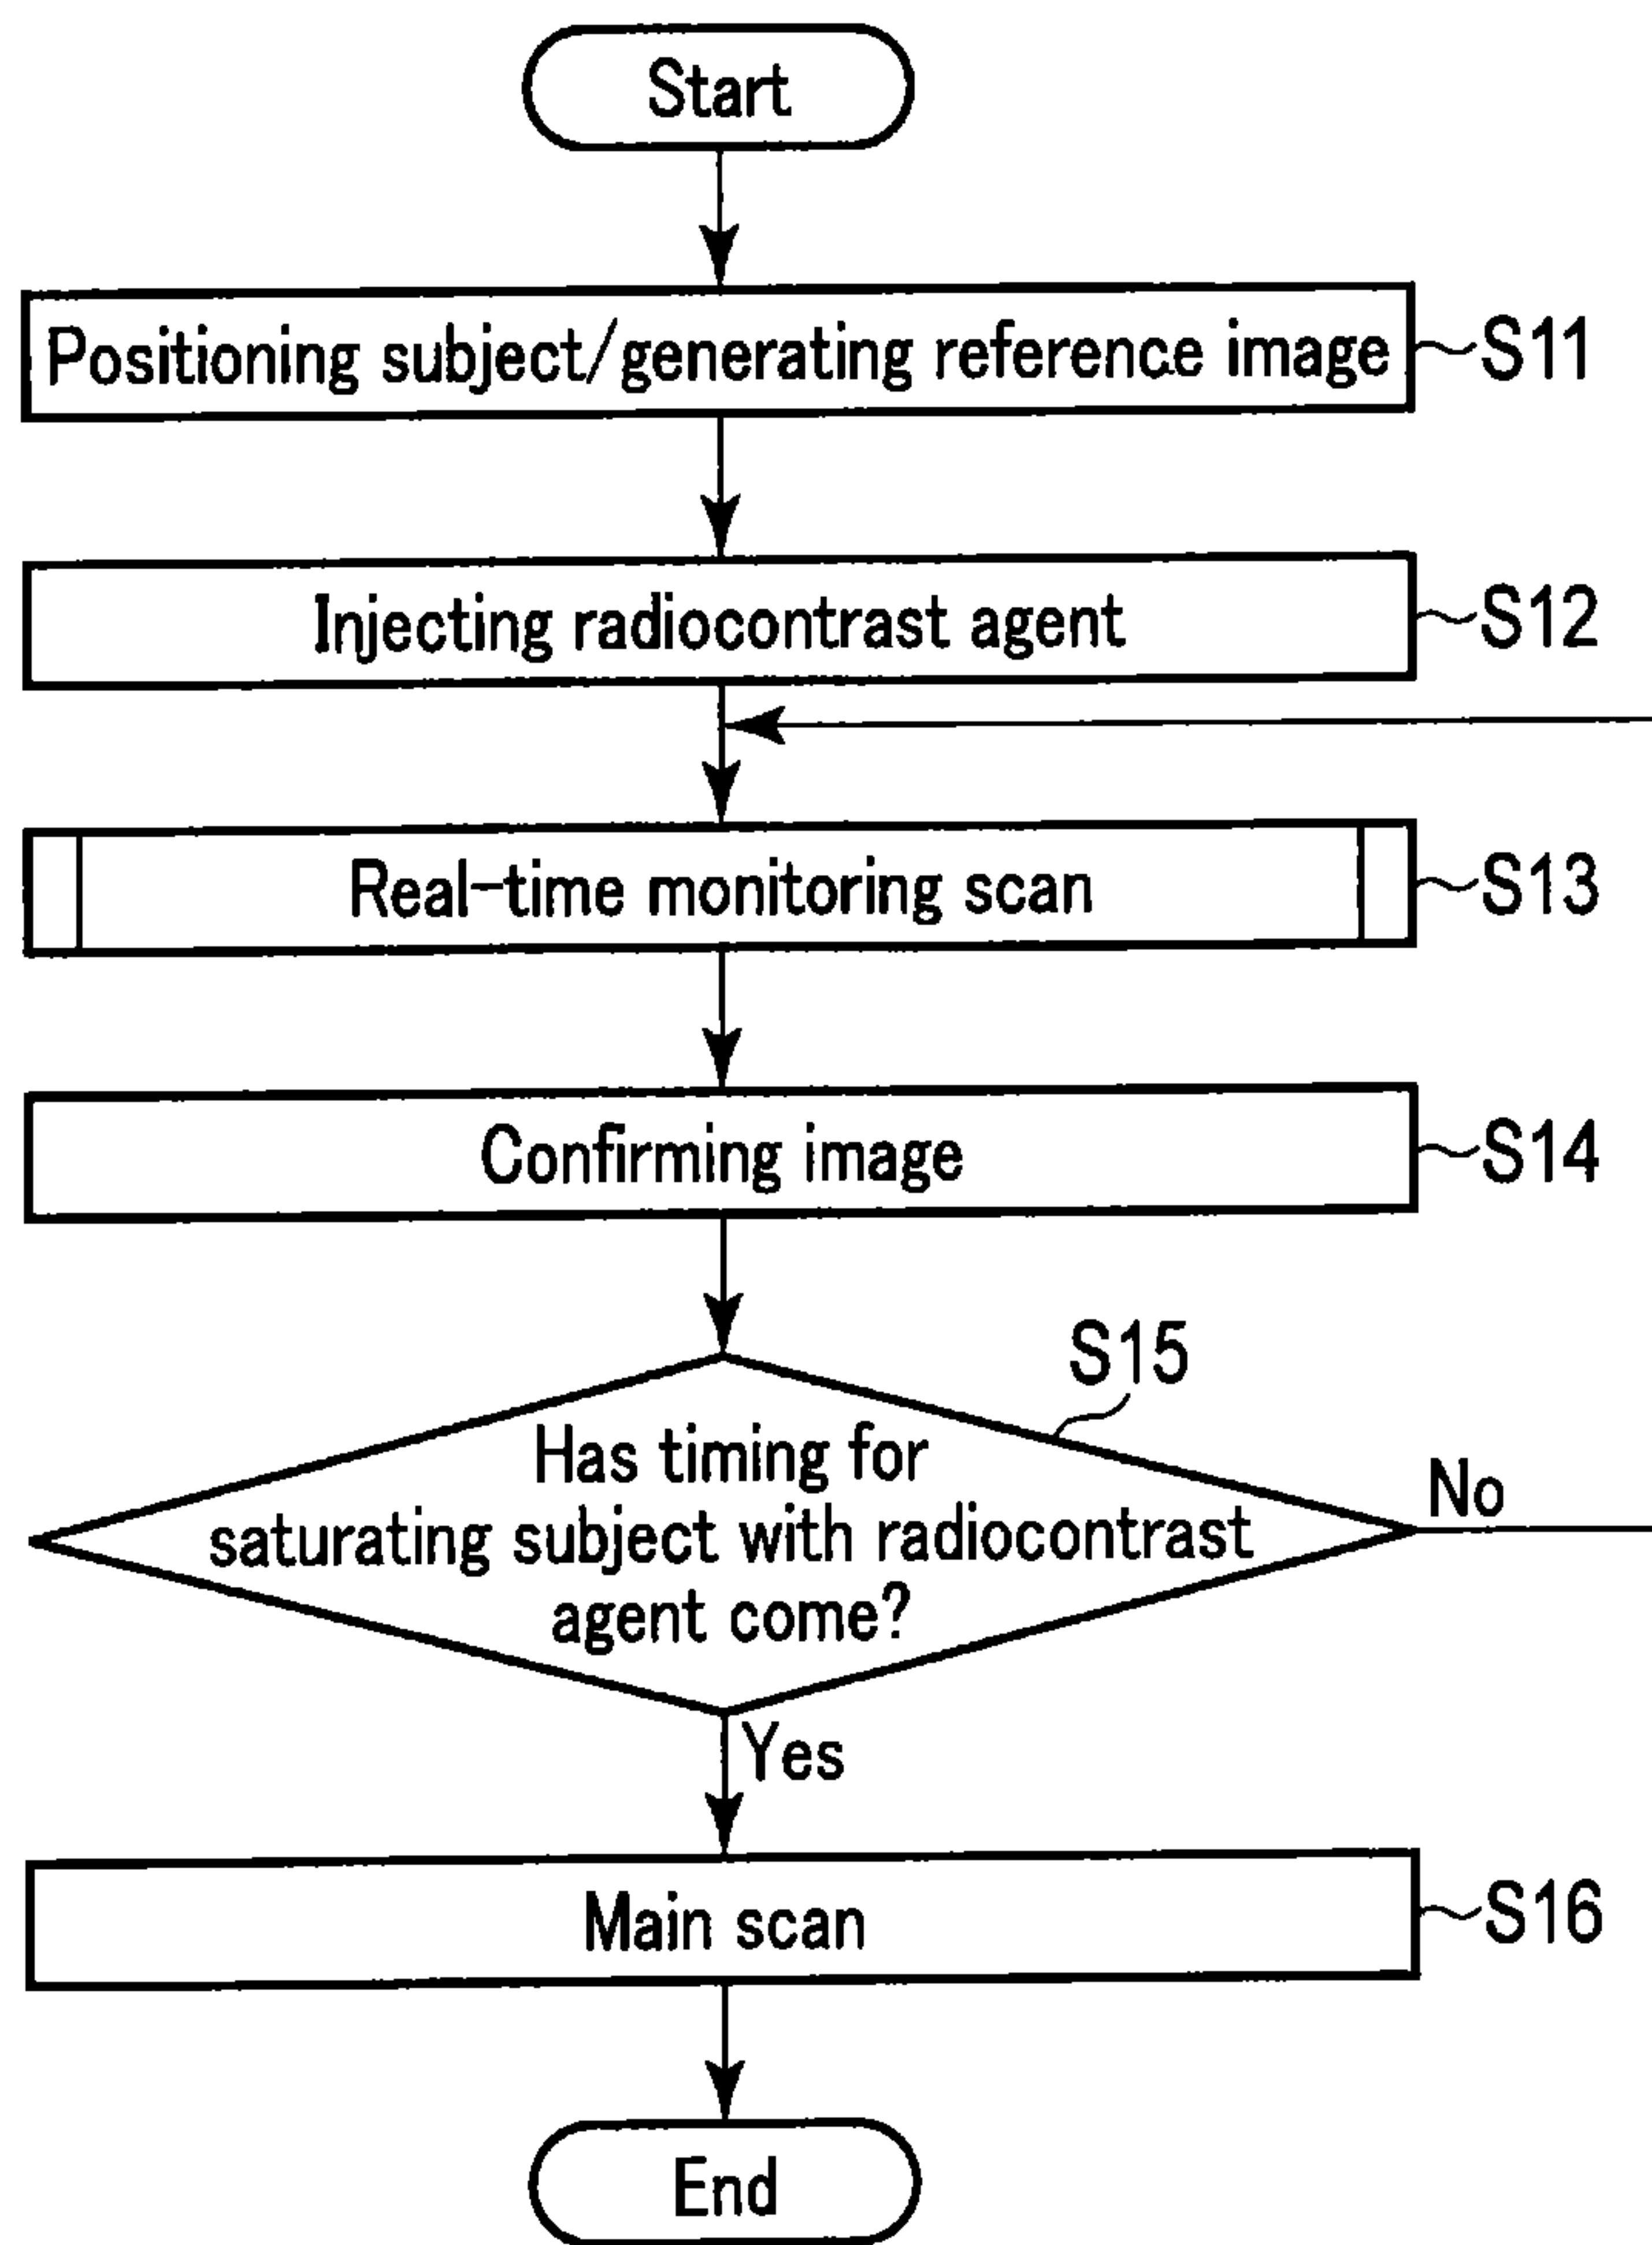 Start
Positioning subject/generating reference image
S11
Injecting radiocontrast agent
S12
Real-time monitoring scan
S13
Confirming image
S14
S15
Has timing for
saturating subject with radiocontrast
agent come?
No
Yes
Main scan
S16
End